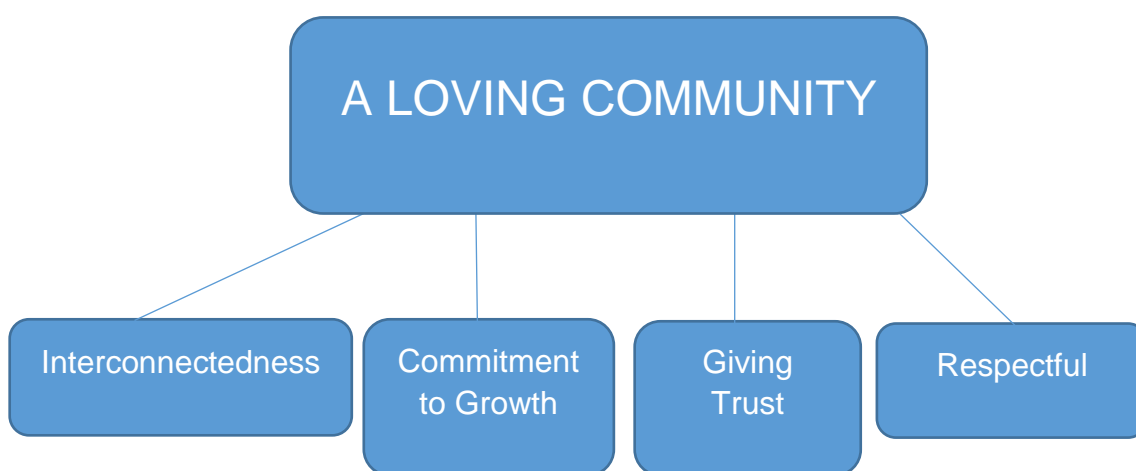 A LOVING COMMUNITY
Interconnectedness
Commitment
to Growth
Giving
Trust
Respectful